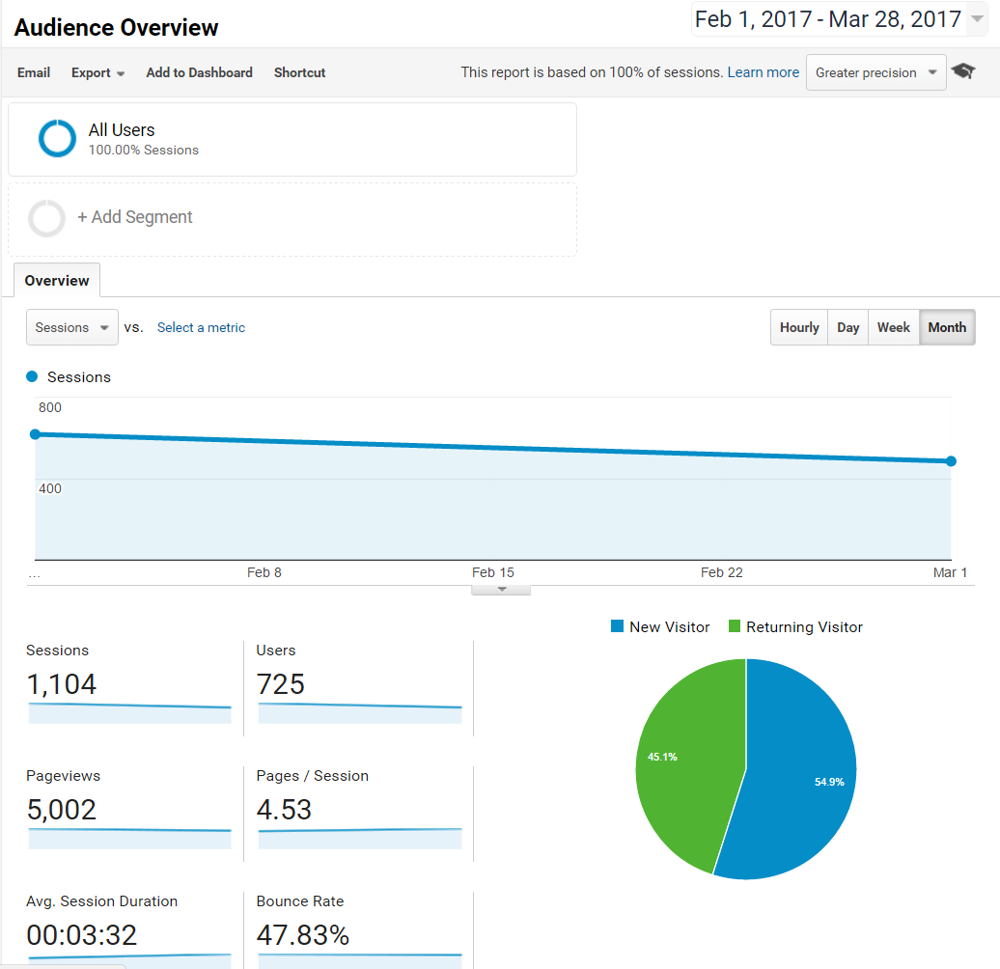 Audience Overview
Feb 1, 2017 - Mar 28, 2017
Email Export Add to Dashboard Shortcut
This report is based on 100% of sessions. Learn more Greater precision
All Users
100.00% Sessions
+ Add Segment
Overview
Sessions vs. Select a metric
Hourly Day Week Month
Sessions
800
400
... Feb 8 Feb 15 Feb 22 Mar 1
New Visitor Returning Visitor
Sessions
1,104
Users
725
Pageviews
5,002
Pages / Session
4.53
Avg. Session Duration
00:03:32
Bounce Rate
47.83%
45.1%
54.9%